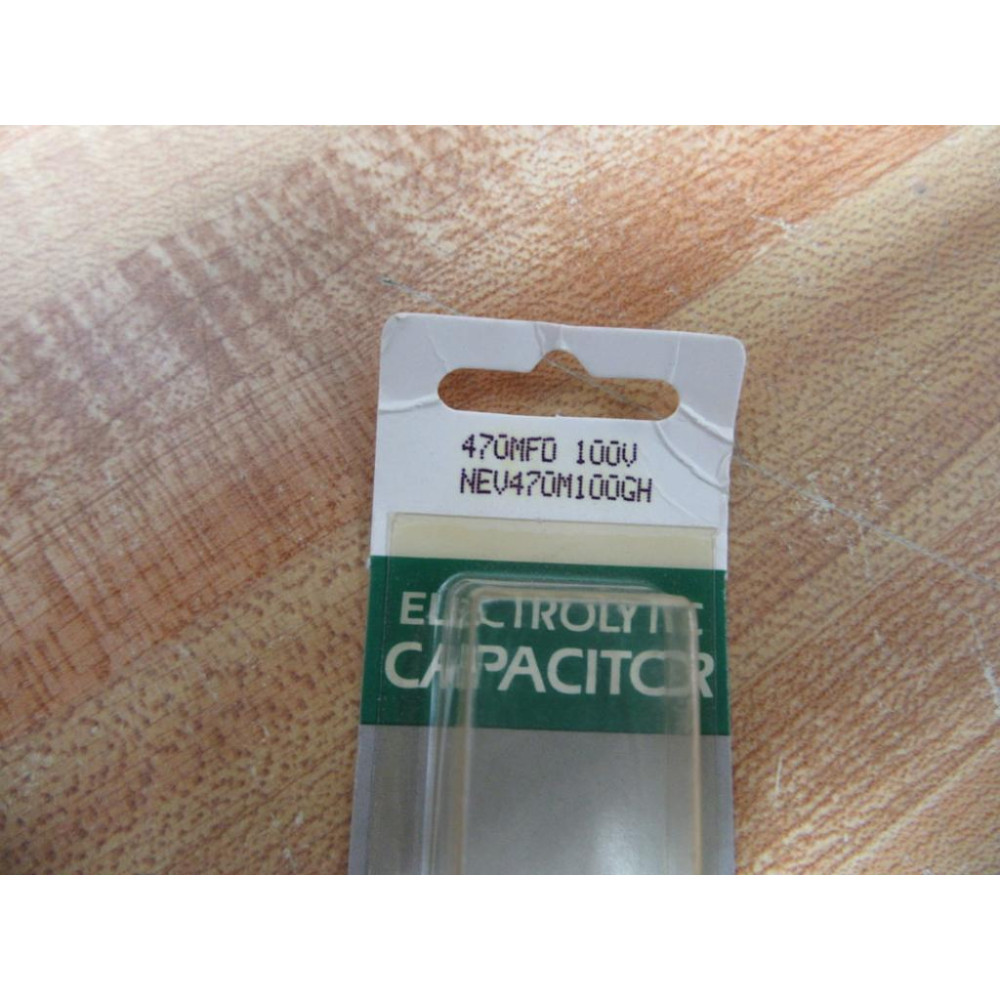 470MFD 100V
NEV470M100GH
ELECTROLYTIC
CAPACITOR